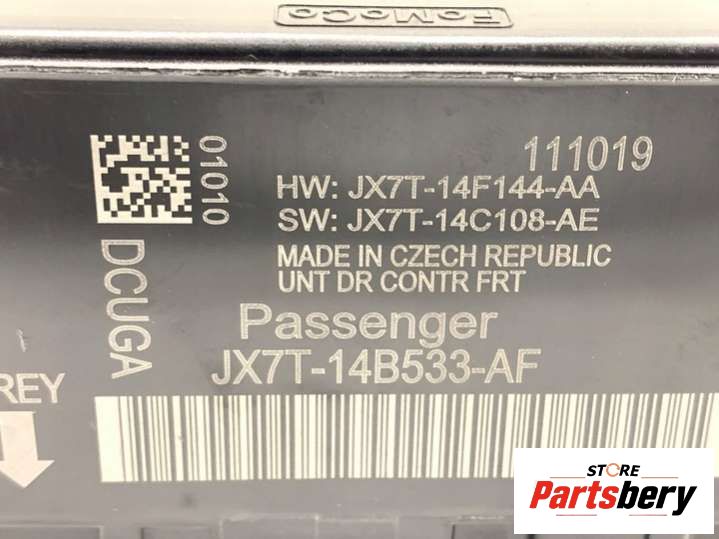 FoMoCo
111019
01010
HW: JX7T-14F144-AA
SW: JX7T-14C108-AE
MADE IN CZECH REPUBLIC
UNT DR CONTR FRT
DCUGA
Passenger
JX7T-14B533-AF
REY
STORE
Partsbery